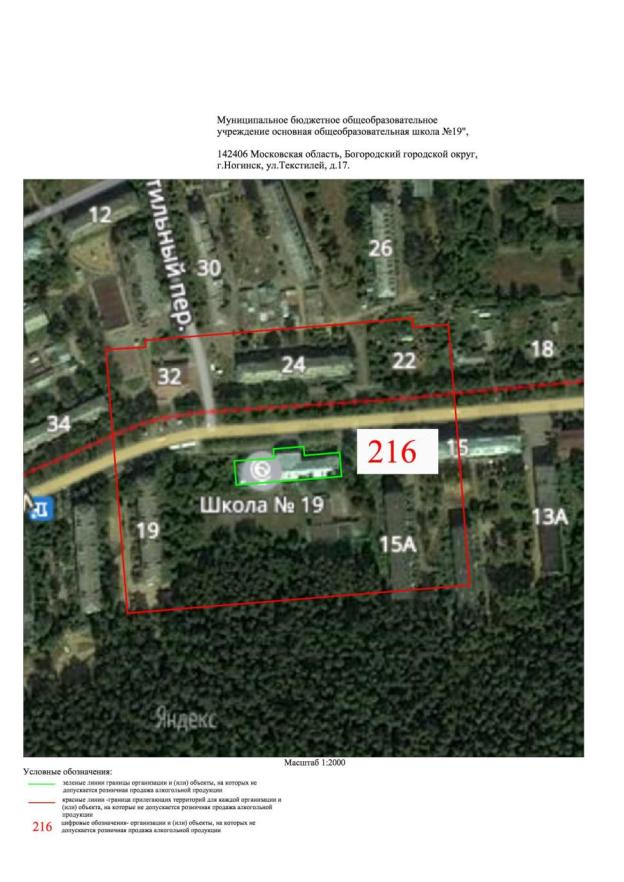 Муниципальное бюджетное общеобразовательное
учреждение основная общеобразовательная школа №19",
142406 Московская область, Богородский городской округ,
г.Ногинск, ул.Текстилей, д.17.
12
тильный пер.
30
26
32
24
22
18
34
216
15
Школа № 19
19
15А
13А
Яндекс
Масштаб 1:2000
Условные обозначения:
зеленые линии границы организации и (или) объекты, на которых не
допускается розничная продажа алкогольной продукции
красные линии -граница прилегающих территорий для каждой организации и
(или) объекта, на которые не допускается розничная продажа алкогольной
продукции
216
цифровые обозначения- организации и (или) объекты, на которых не
допускается розничная продажа алкогольной продукции